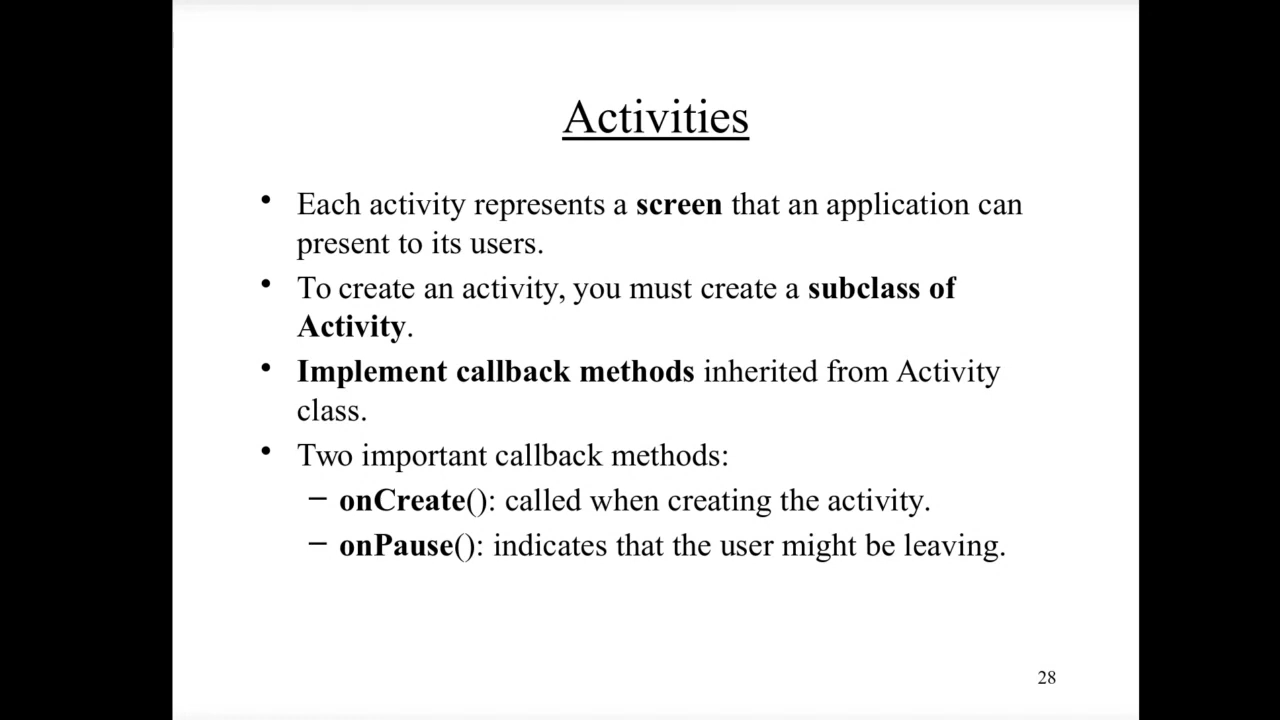 Activities
• Each activity represents a screen that an application can
present to its users.
• To create an activity, you must create a subclass of
Activity.
• Implement callback methods inherited from Activity
class.
• Two important callback methods:
– onCreate(): called when creating the activity.
– onPause(): indicates that the user might be leaving.
28